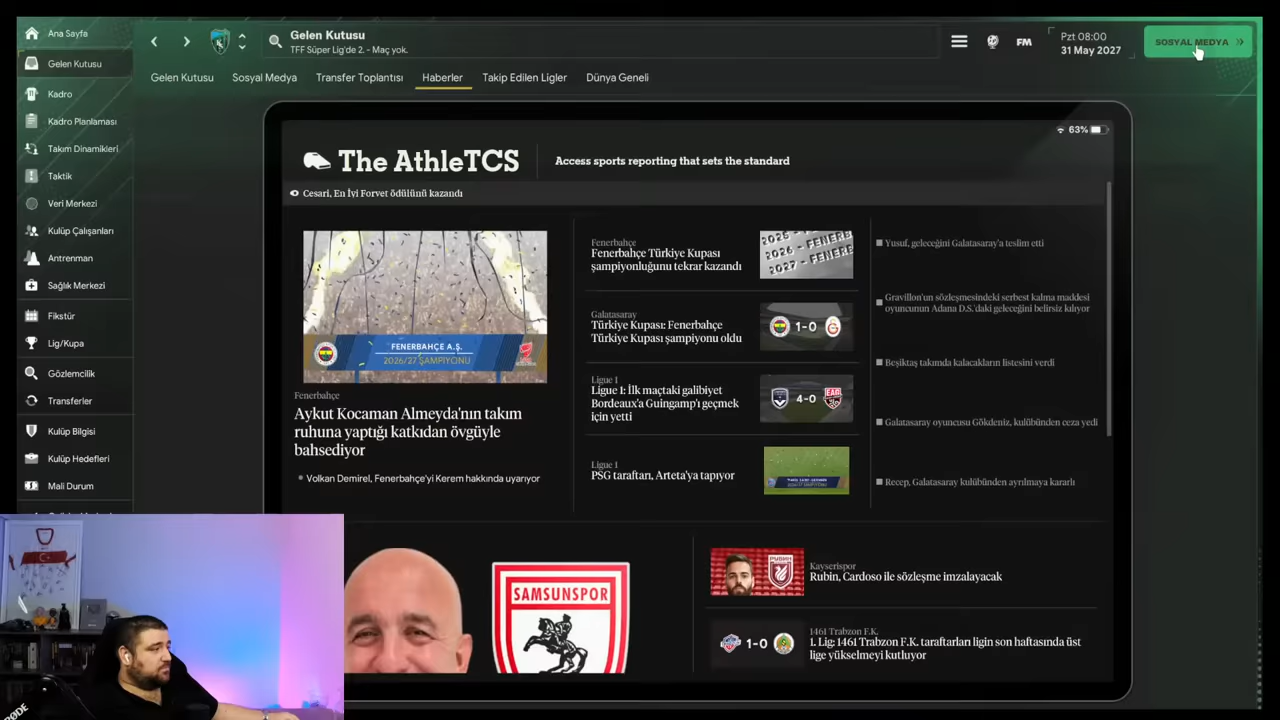 Ana Sayfa
Gelen Kutusu
Kadro
Kadro Planlaması
Takım Dinamikleri
Taktik
Veri Merkezi
Kulüp Çalışanları
Antrenman
Sağlık Merkezi
Fikstür
Lig/Kupa
Gözlemcilik
Transferler
Kulüp Bilgisi
Kulüp Hedefleri
Mali Durum
Gelen Kutusu
TFF Süper Lig'de 2. - Maç yok.
FM
Pzt 08:00
31 May 2027
SOSYAL MEDYA
Gelen Kutusu
Sosyal Medya
Transfer Toplantısı
Haberler
Takip Edilen Ligler
Dünya Geneli
63%
The AthleTCS
Access sports reporting that sets the standard
Cesari, En İyi Forvet ödülünü kazandı
FENERBAHÇE A.Ş.
2026/27 ŞAMPİYONU
Fenerbahçe
Aykut Kocaman Almeyda'nın takım
ruhuna yaptığı katkıdan övgüyle
bahsediyor
Volkan Demirel, Fenerbahçe'yi Kerem hakkında uyarıyor
Fenerbahçe
Fenerbahçe Türkiye Kupası
şampiyonluğunu tekrar kazandı
2026 - FENERB
2027 - FENERB
Galatasaray
Türkiye Kupası: Fenerbahçe
Türkiye Kupası şampiyonu oldu
1-0
Ligue 1
Ligue 1: İlk maçtaki galibiyet
Bordeaux'a Guingamp'ı geçmek
için yetti
4-0
EAG
Ligue 1
PSG taraftarı, Arteta'ya tapıyor
Yusuf, geleceğini Galatasaray'a teslim etti
Gravillon'un sözleşmesindeki serbest kalma maddesi
oyuncunun Adana D.S.'daki geleceğini belirsiz kılıyor
Beşiktaş takımda kalacakların listesini verdi
Galatasaray oyuncusu Gökdeniz, kulübünden ceza yedi
Recep, Galatasaray kulübünden ayrılmaya kararlı
SAMSUNSPOR
Kayserispor
Rubin, Cardoso ile sözleşme imzalayacak
РУБИН
1461 Trabzon F.K.
1. Lig: 1461 Trabzon F.K. taraftarları ligin son haftasında üst
lige yükselmeyi kutluyor
1-0
RØDE